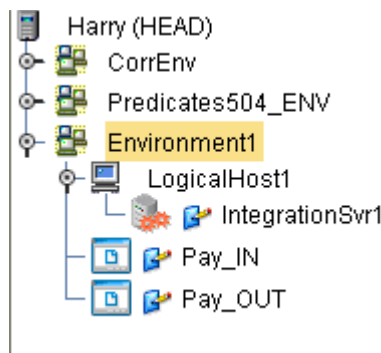 Harry (HEAD)
CorrEnv
Predicates504_ENV
Environment1
LogicalHost1
IntegrationSvr1
Pay_IN
Pay_OUT